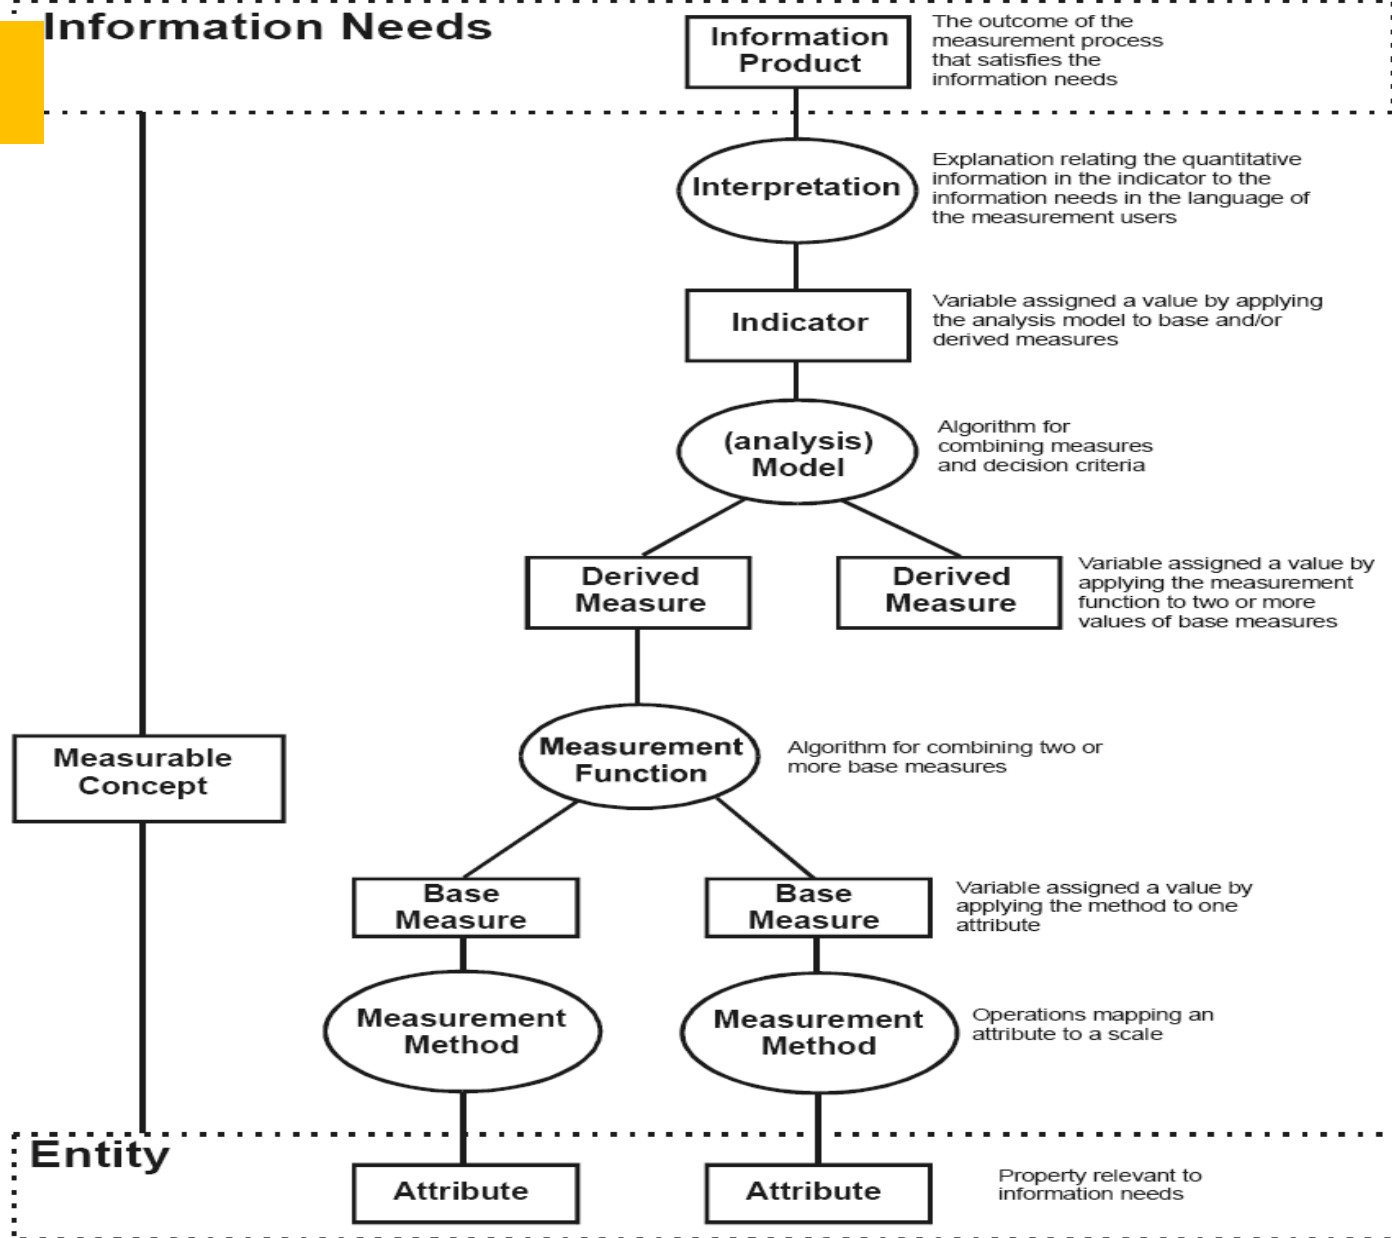 Information Needs
Information
Product
The outcome of the
measurement process
that satisfies the
information needs
Interpretation
Explanation relating the quantitative
information in the indicator to the
information needs in the language of
the measurement users
Indicator
Variable assigned a value by applying
the analysis model to base and/or
derived measures
(analysis)
Model
Algorithm for
combining measures
and decision criteria
Derived
Measure
Derived
Measure
Variable assigned a value by
applying the measurement
function to two or more
values of base measures
Measurable
Concept
Measurement
Function
Algorithm for combining two or
more base measures
Base
Measure
Base
Measure
Variable assigned a value by
applying the method to one
attribute
Measurement
Method
Measurement
Method
Operations mapping an
attribute to a scale
Entity
Attribute
Attribute
Property relevant to
information needs